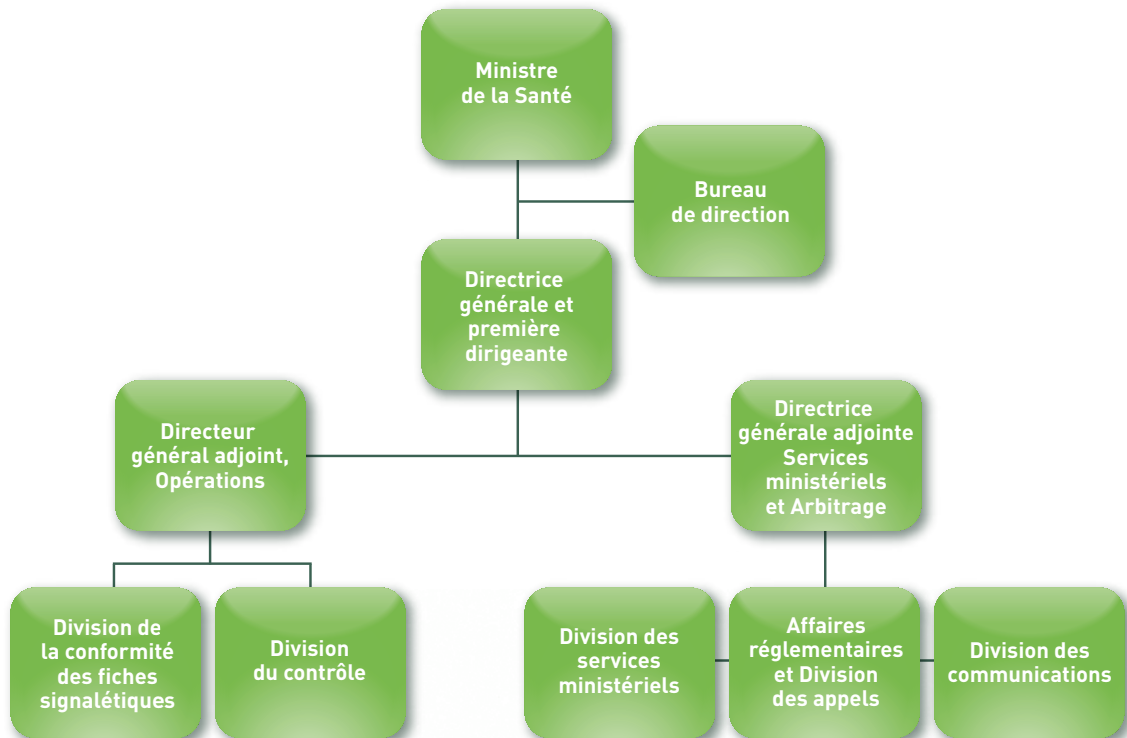 Ministre
de la Santé
Bureau
de direction
Directrice
générale et
première
dirigeante
Directeur
général adjoint,
Opérations
Directrice
générale adjointe
Services
ministériels
et Arbitrage
Division de
la conformité
des fiches
signalétiques
Division
du contrôle
Division des
services
ministériels
Affaires
réglementaires
et Division
des appels
Division des
communications